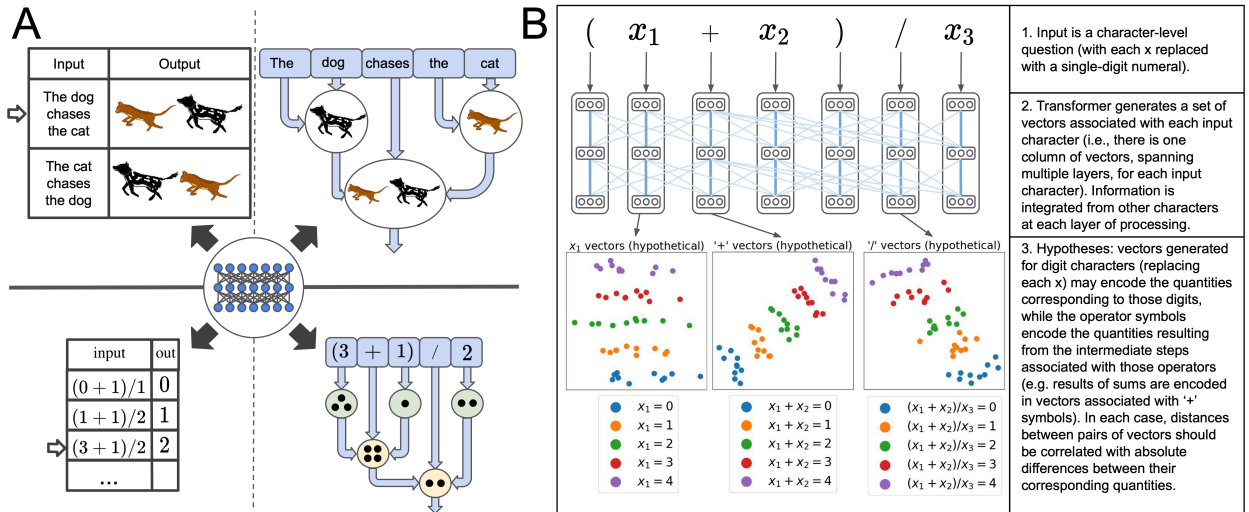 A
Input Output
The dog
chases
the cat
The cat
chases
the dog
The dog chases the cat
input out
(0 + 1)/1 0
(1 + 1)/2 1
(3 + 1)/2 2
...
(3 + 1) / 2
B
( x₁ + x₂ ) / x₃
x₁ vectors (hypothetical) '+' vectors (hypothetical) '/' vectors (hypothetical)
x₁ = 0
x₁ = 1
x₁ = 2
x₁ = 3
x₁ = 4
x₁ + x₂ = 0
x₁ + x₂ = 1
x₁ + x₂ = 2
x₁ + x₂ = 3
x₁ + x₂ = 4
(x₁ + x₂)/x₃ = 0
(x₁ + x₂)/x₃ = 1
(x₁ + x₂)/x₃ = 2
(x₁ + x₂)/x₃ = 3
(x₁ + x₂)/x₃ = 4
1. Input is a character-level
question (with each x replaced
with a single-digit numeral).
2. Transformer generates a set of
vectors associated with each input
character (i.e., there is one
column of vectors, spanning
multiple layers, for each input
character). Information is
integrated from other characters
at each layer of processing.
3. Hypotheses: vectors generated
for digit characters (replacing
each x) may encode the quantities
corresponding to those digits,
while the operator symbols
encode the quantities resulting
from the intermediate steps
associated with those operators
(e.g. results of sums are encoded
in vectors associated with ‘+’
symbols). In each case, distances
between pairs of vectors should
be correlated with absolute
differences between their
corresponding quantities.